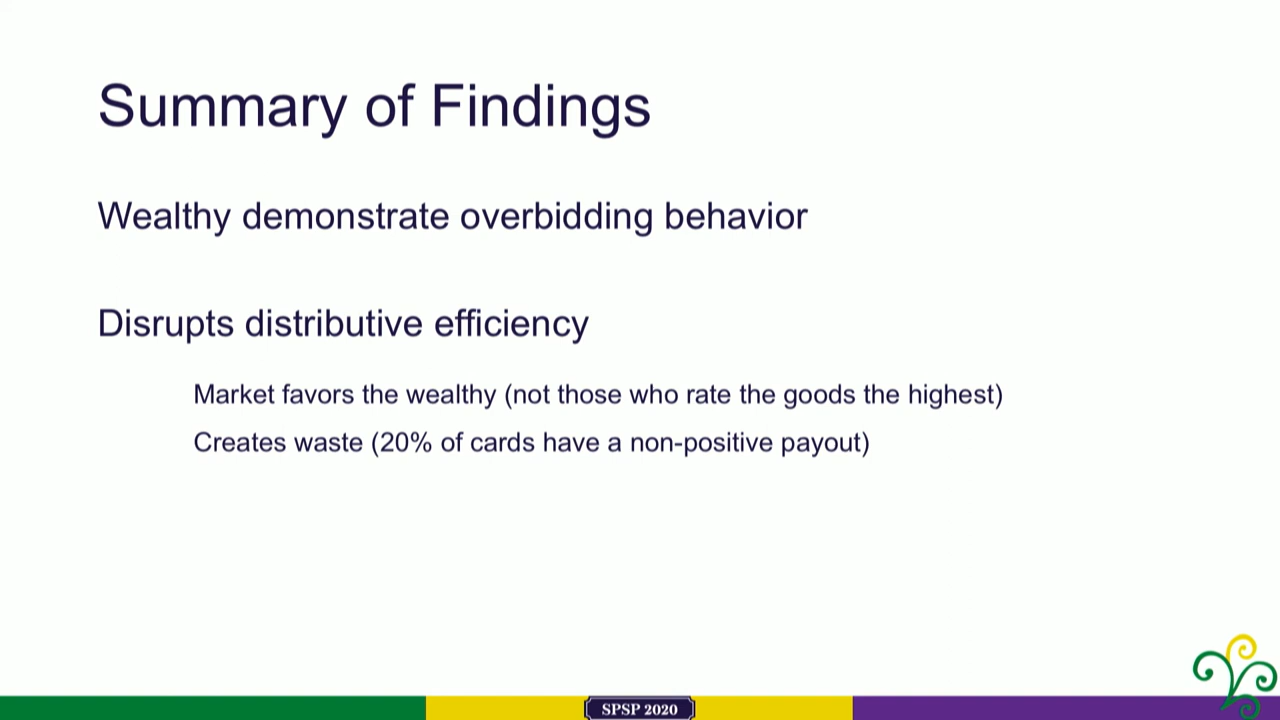 Summary of Findings
Wealthy demonstrate overbidding behavior
Disrupts distributive efficiency
Market favors the wealthy (not those who rate the goods the highest)
Creates waste (20% of cards have a non-positive payout)
SPSP 2020